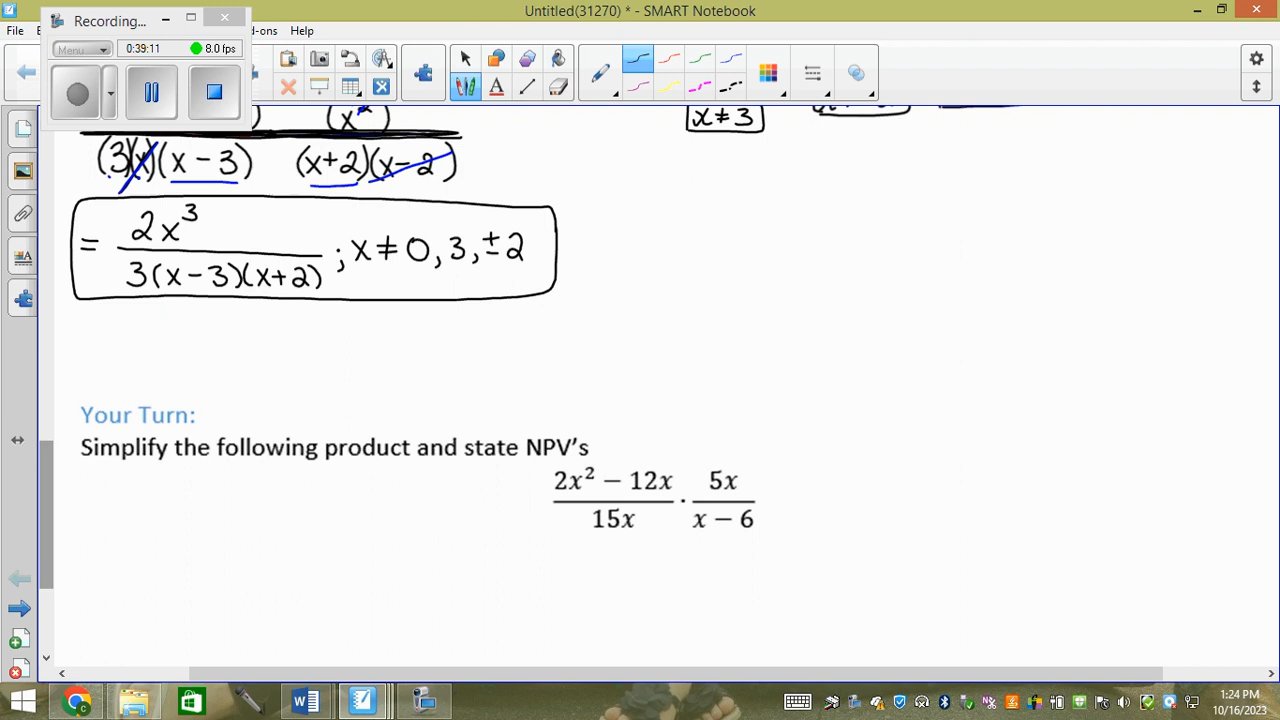 Untitled(31270) * - SMART Notebook
Recording...
File
d-ons Help
Menu
0:39:11
8.0 fps
(x²)
x ≠ 3
(3)(x)(x − 3) (x+2)(x−2)
= 2x³ / 3(x−3)(x+2) ; x ≠ 0, 3, ±2
Your Turn:
Simplify the following product and state NPV's
2x² − 12x / 15x · 5x / x − 6
1:24 PM
10/16/2023